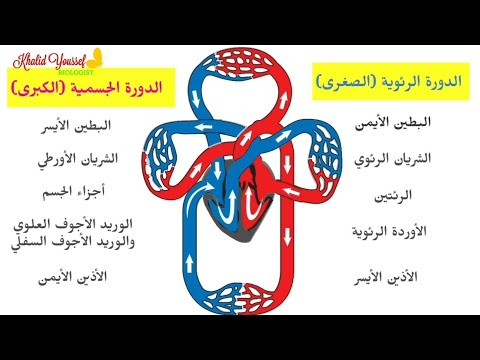 Khalid Youssef
BIOLOGIST
الدورة الرئوية (الصغرى)
البطين الأيمن
الشريان الرئوي
الرئتين
الأوردة الرئوية
الأذين الأيسر
الدورة الجسمية (الكبرى)
البطين الأيسر
الشريان الأورطي
أجزاء الجسم
الوريد الأجوف العلوي
والوريد الأجوف السفلي
الأذين الأيمن